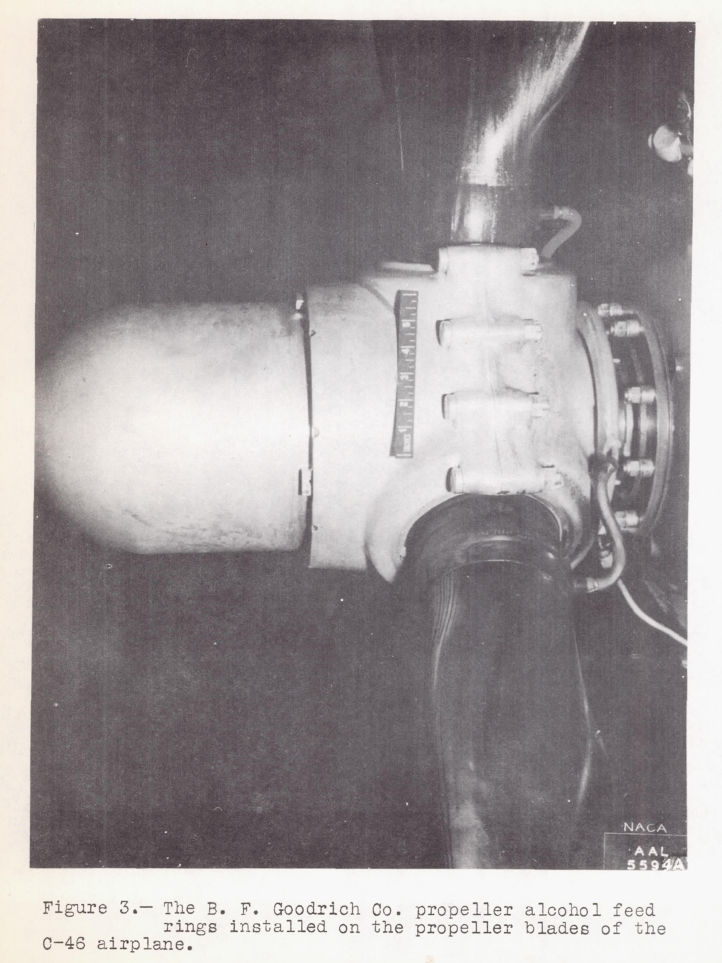 NACA
AAL
5594A
Figure 3.— The B. F. Goodrich Co. propeller alcohol feed
rings installed on the propeller blades of the
C-46 airplane.